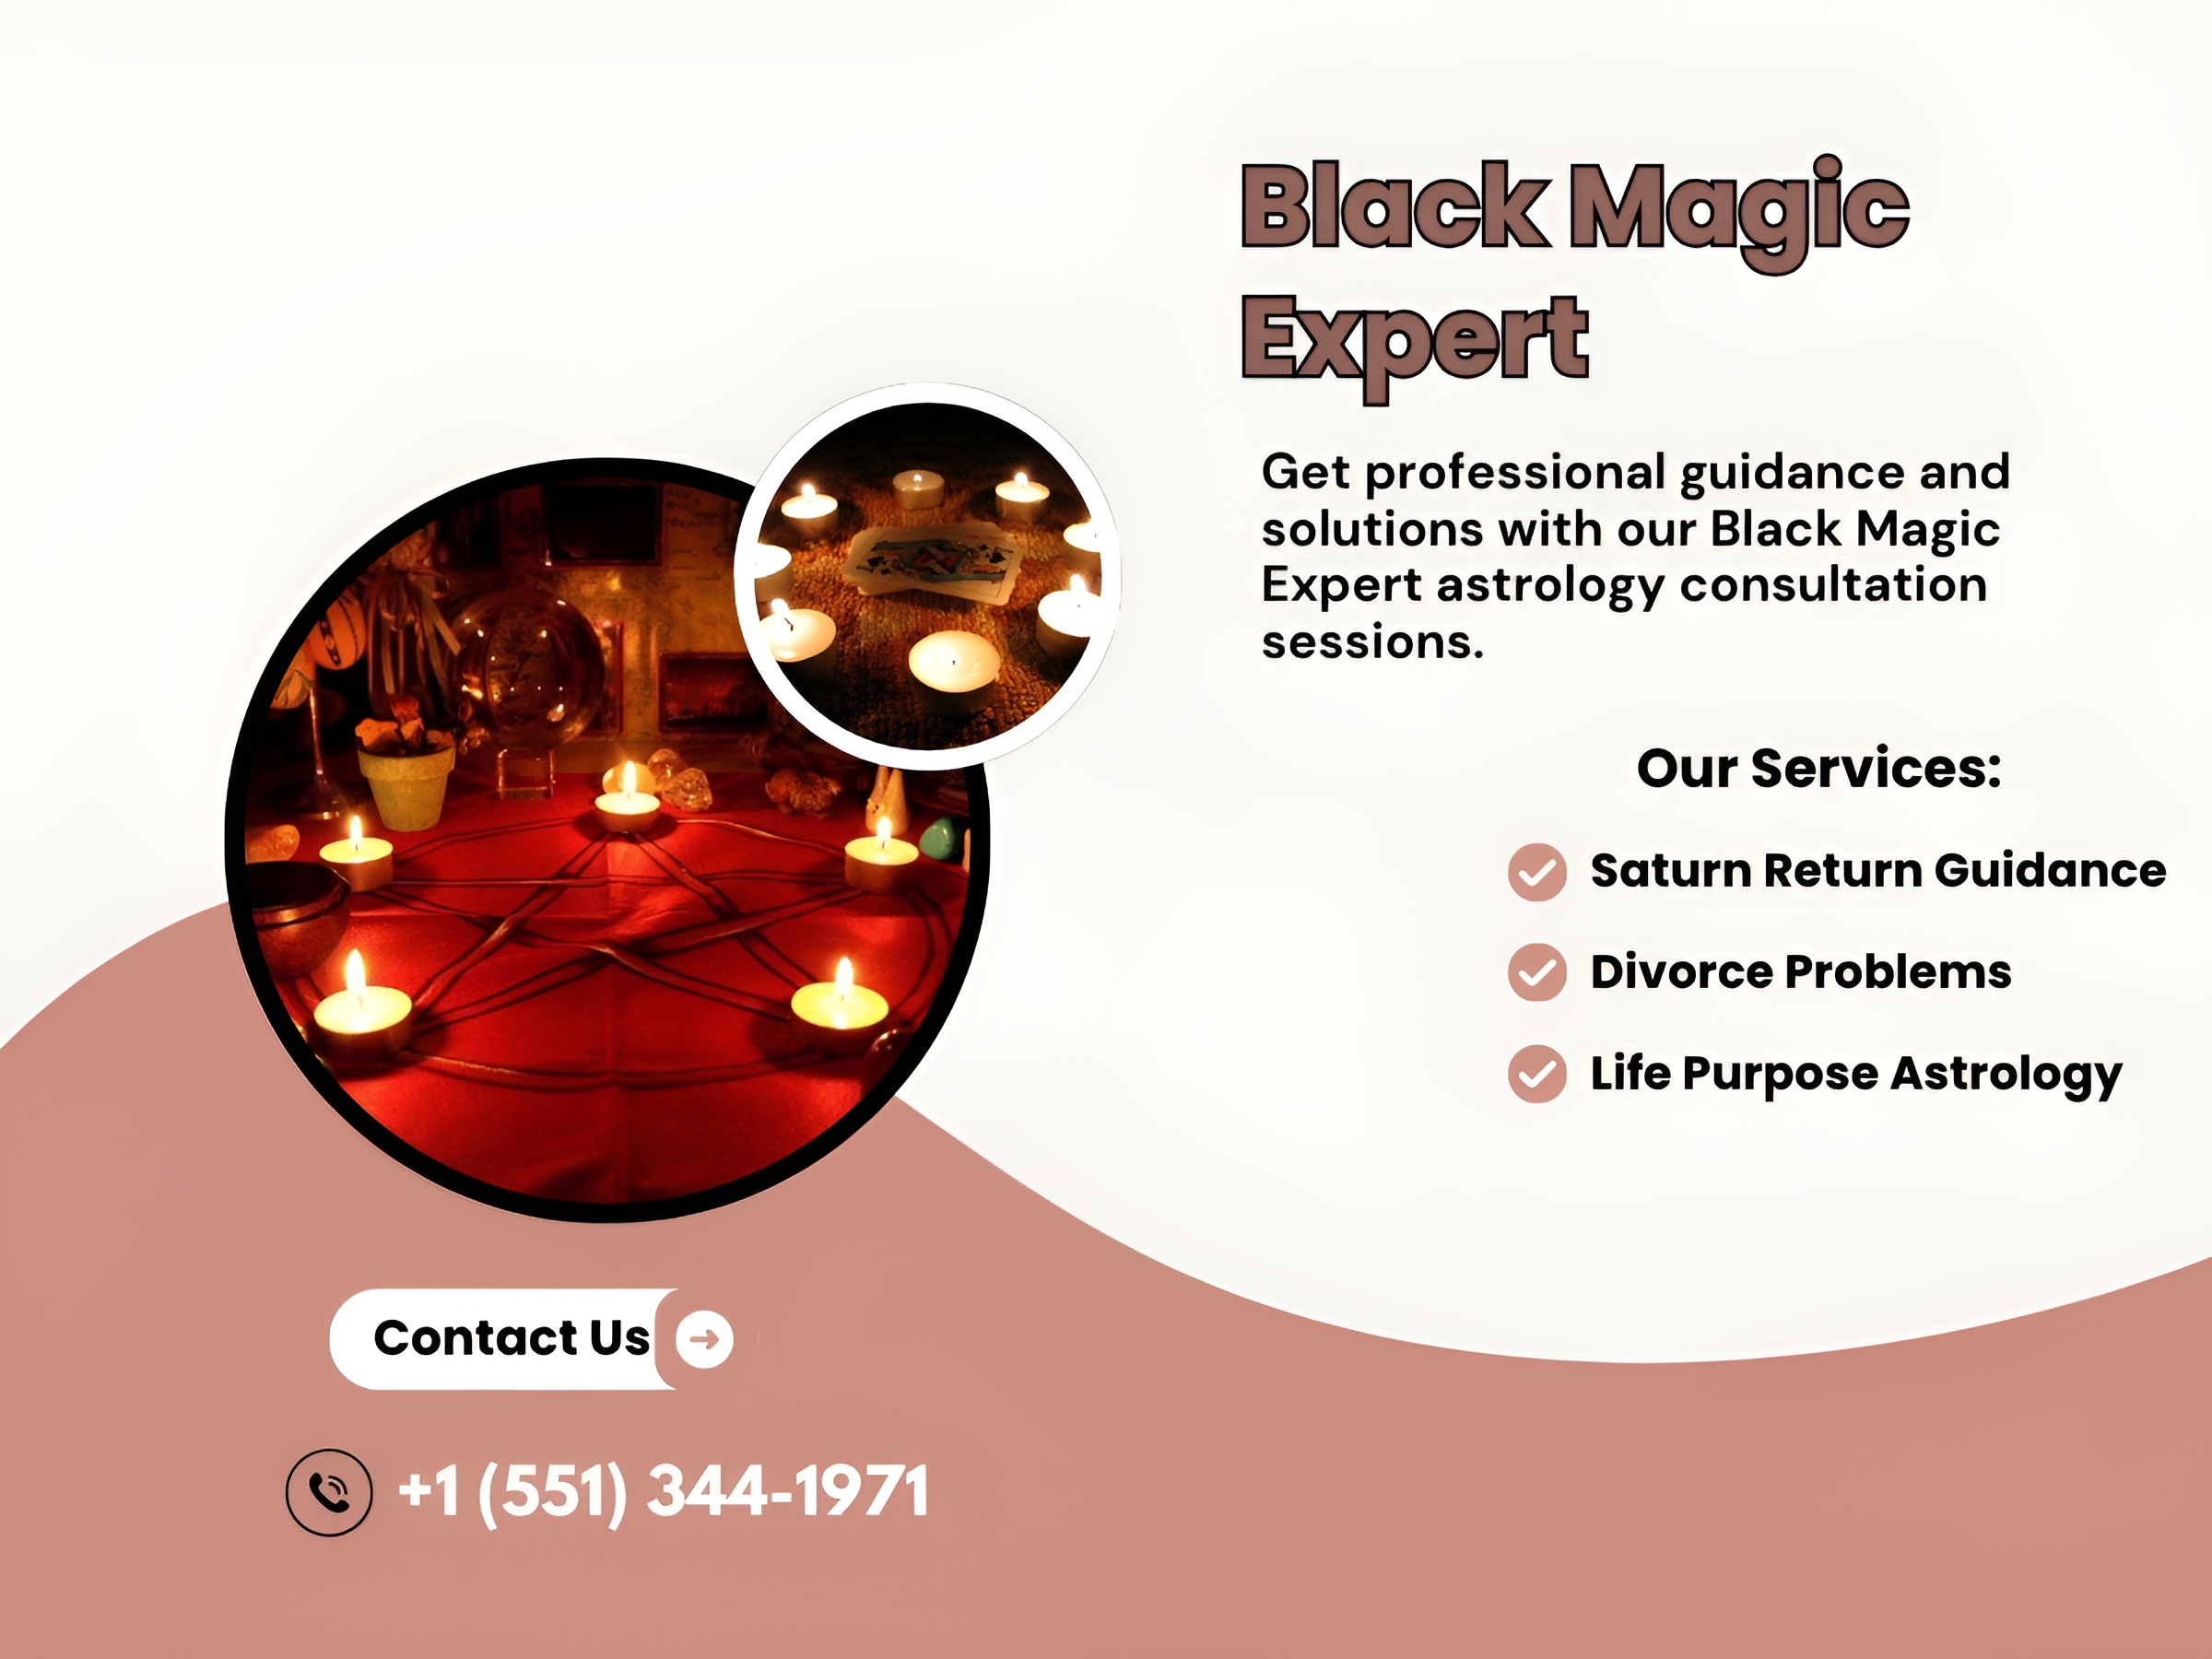 Black Magic
Expert
Get professional guidance and
solutions with our Black Magic
Expert astrology consultation
sessions.
Our Services:
Saturn Return Guidance
Divorce Problems
Life Purpose Astrology
Contact Us
+1 (551) 344-1971